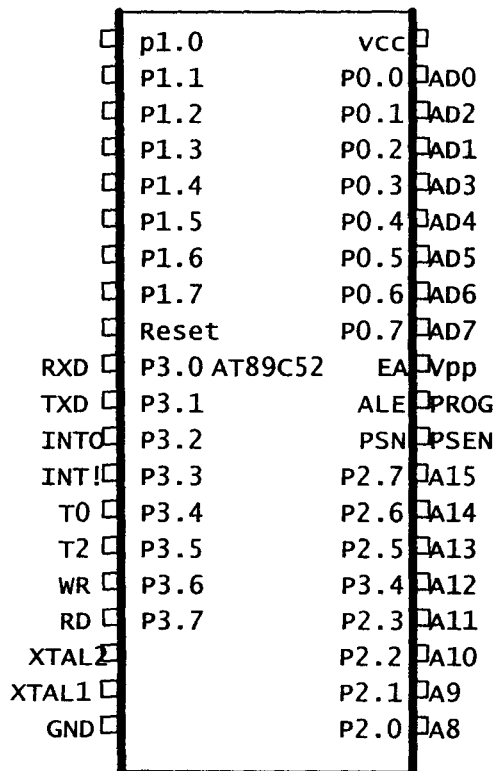 p1.0 vcc
P1.1 P0.0 AD0
P1.2 P0.1 AD2
P1.3 P0.2 AD1
P1.4 P0.3 AD3
P1.5 P0.4 AD4
P1.6 P0.5 AD5
P1.7 P0.6 AD6
Reset P0.7 AD7
RXD P3.0 AT89C52 EA Vpp
TXD P3.1 ALE PROG
INT0 P3.2 PSN PSEN
INT! P3.3 P2.7 A15
T0 P3.4 P2.6 A14
T2 P3.5 P2.5 A13
WR P3.6 P3.4 A12
RD P3.7 P2.3 A11
XTAL2 P2.2 A10
XTAL1 P2.1 A9
GND P2.0 A8